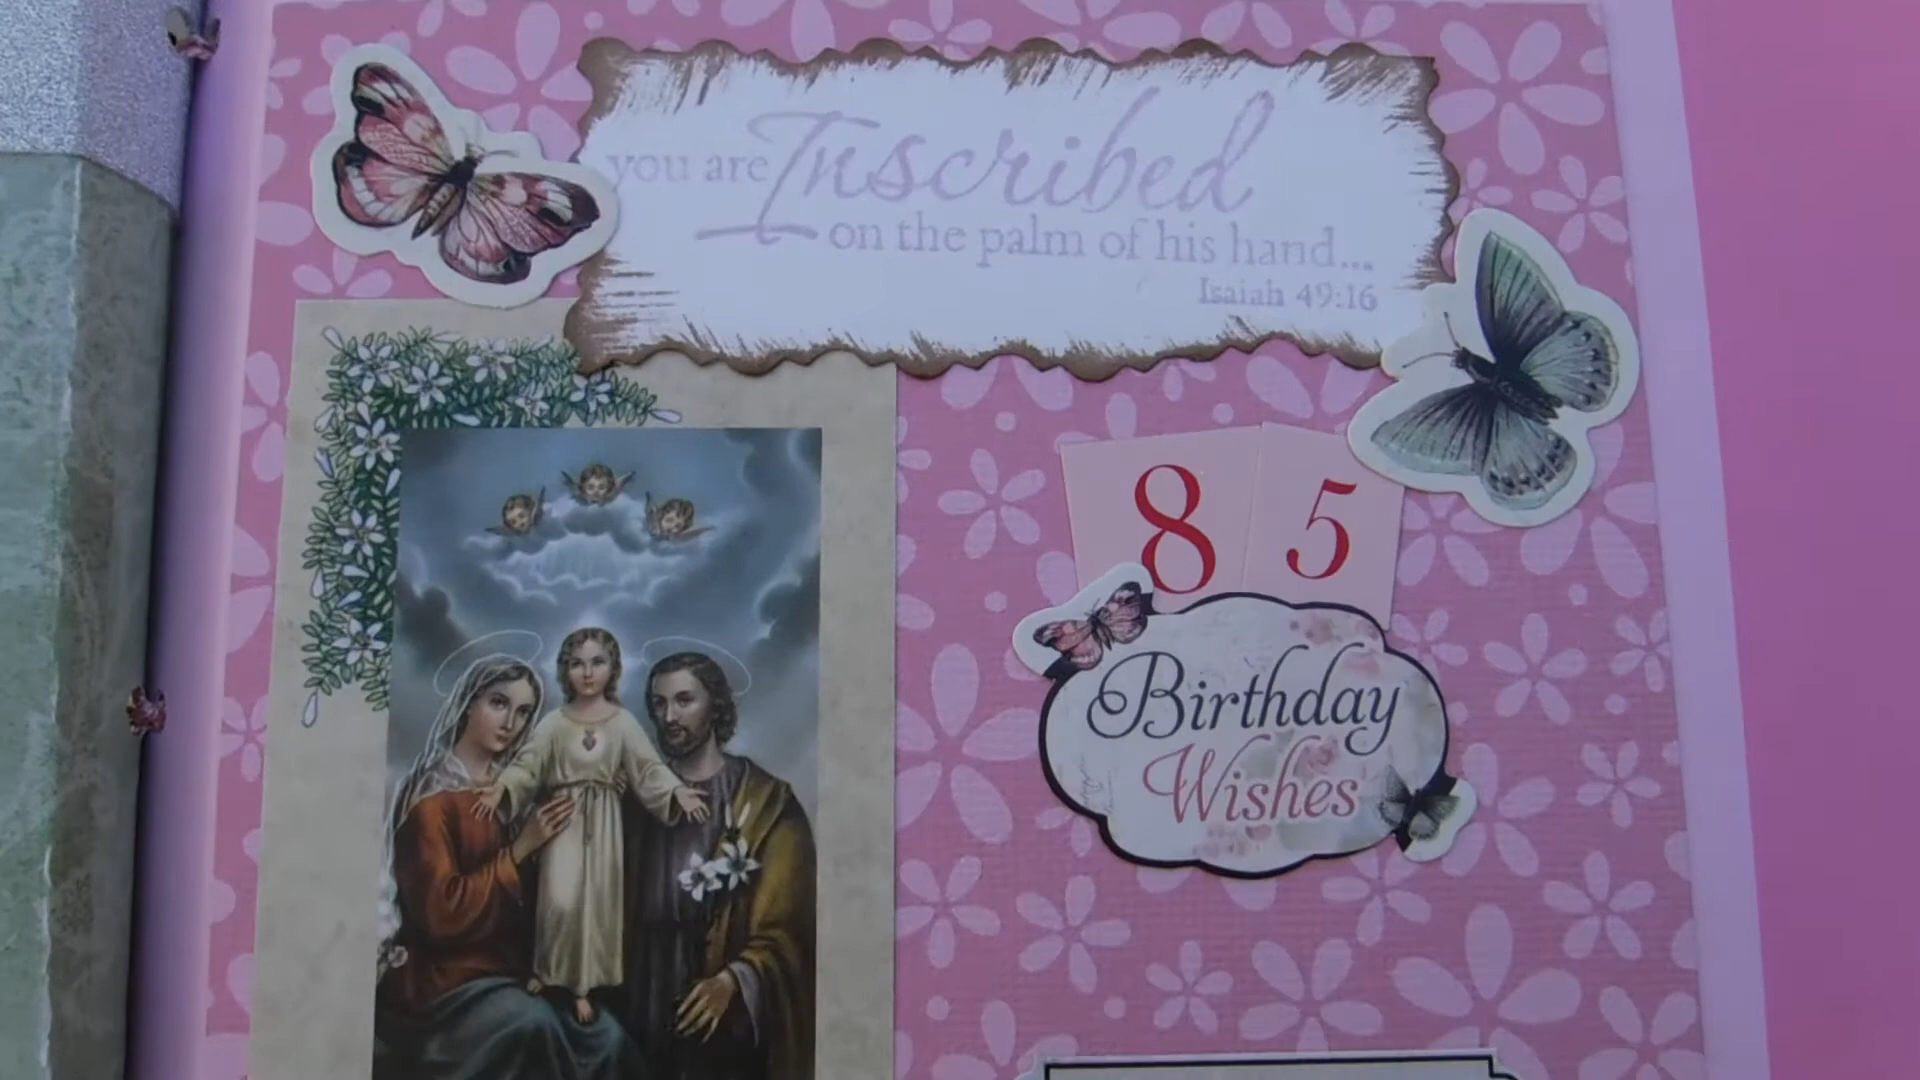 you are Inscribed
on the palm of his hand...
Isaiah 49:16
8 5
Birthday
Wishes